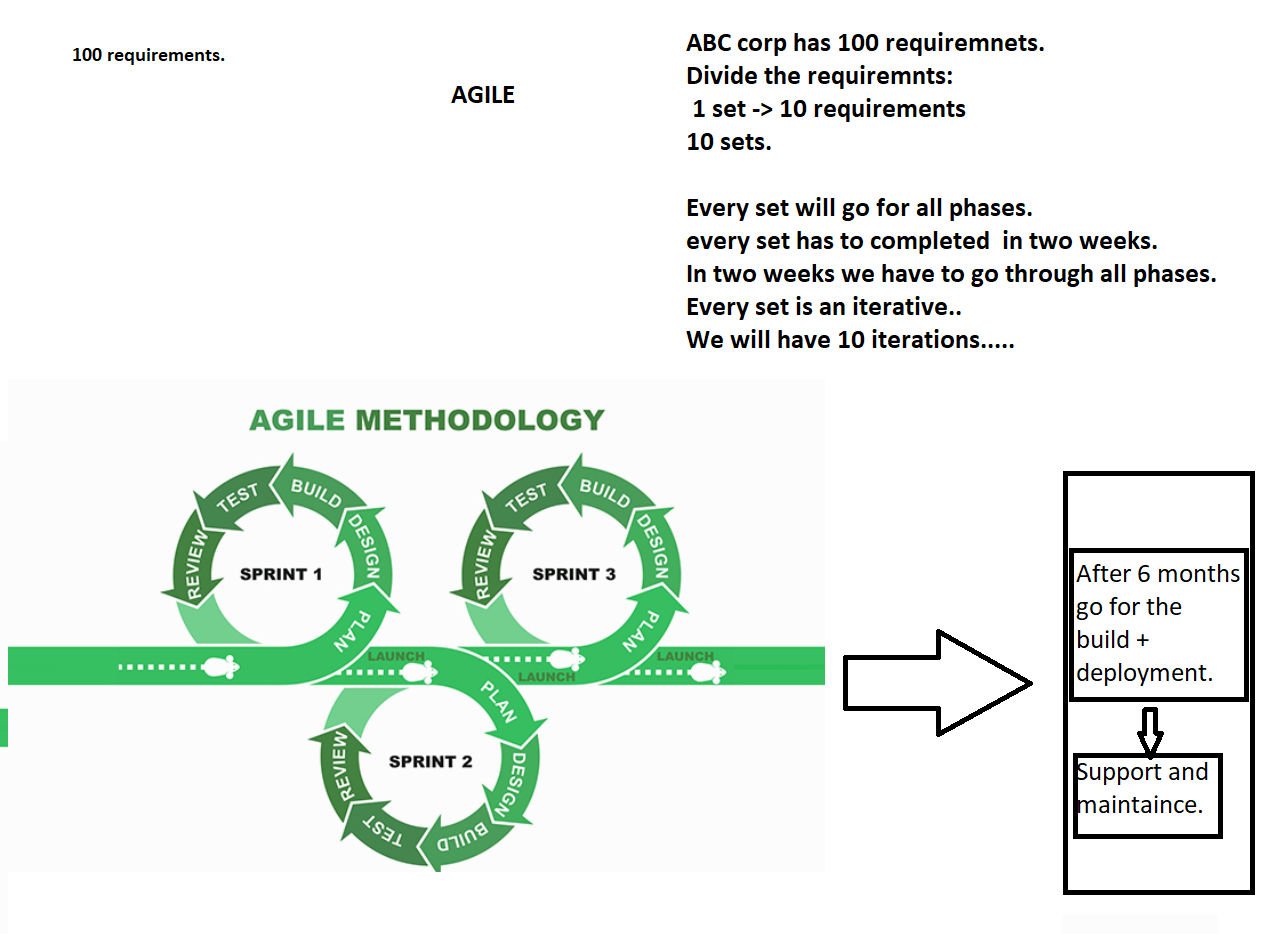 100 requirements.
AGILE
ABC corp has 100 requiremnets.
Divide the requiremnts:
1 set -> 10 requirements
10 sets.
Every set will go for all phases.
every set has to completed in two weeks.
In two weeks we have to go through all phases.
Every set is an iterative..
We will have 10 iterations.....
AGILE METHODOLOGY
SPRINT 1
PLAN
DESIGN
BUILD
TEST
REVIEW
LAUNCH
SPRINT 2
PLAN
DESIGN
BUILD
TEST
REVIEW
LAUNCH
SPRINT 3
PLAN
DESIGN
BUILD
TEST
REVIEW
LAUNCH
After 6 months
go for the
build +
deployment.
Support and
maintaince.